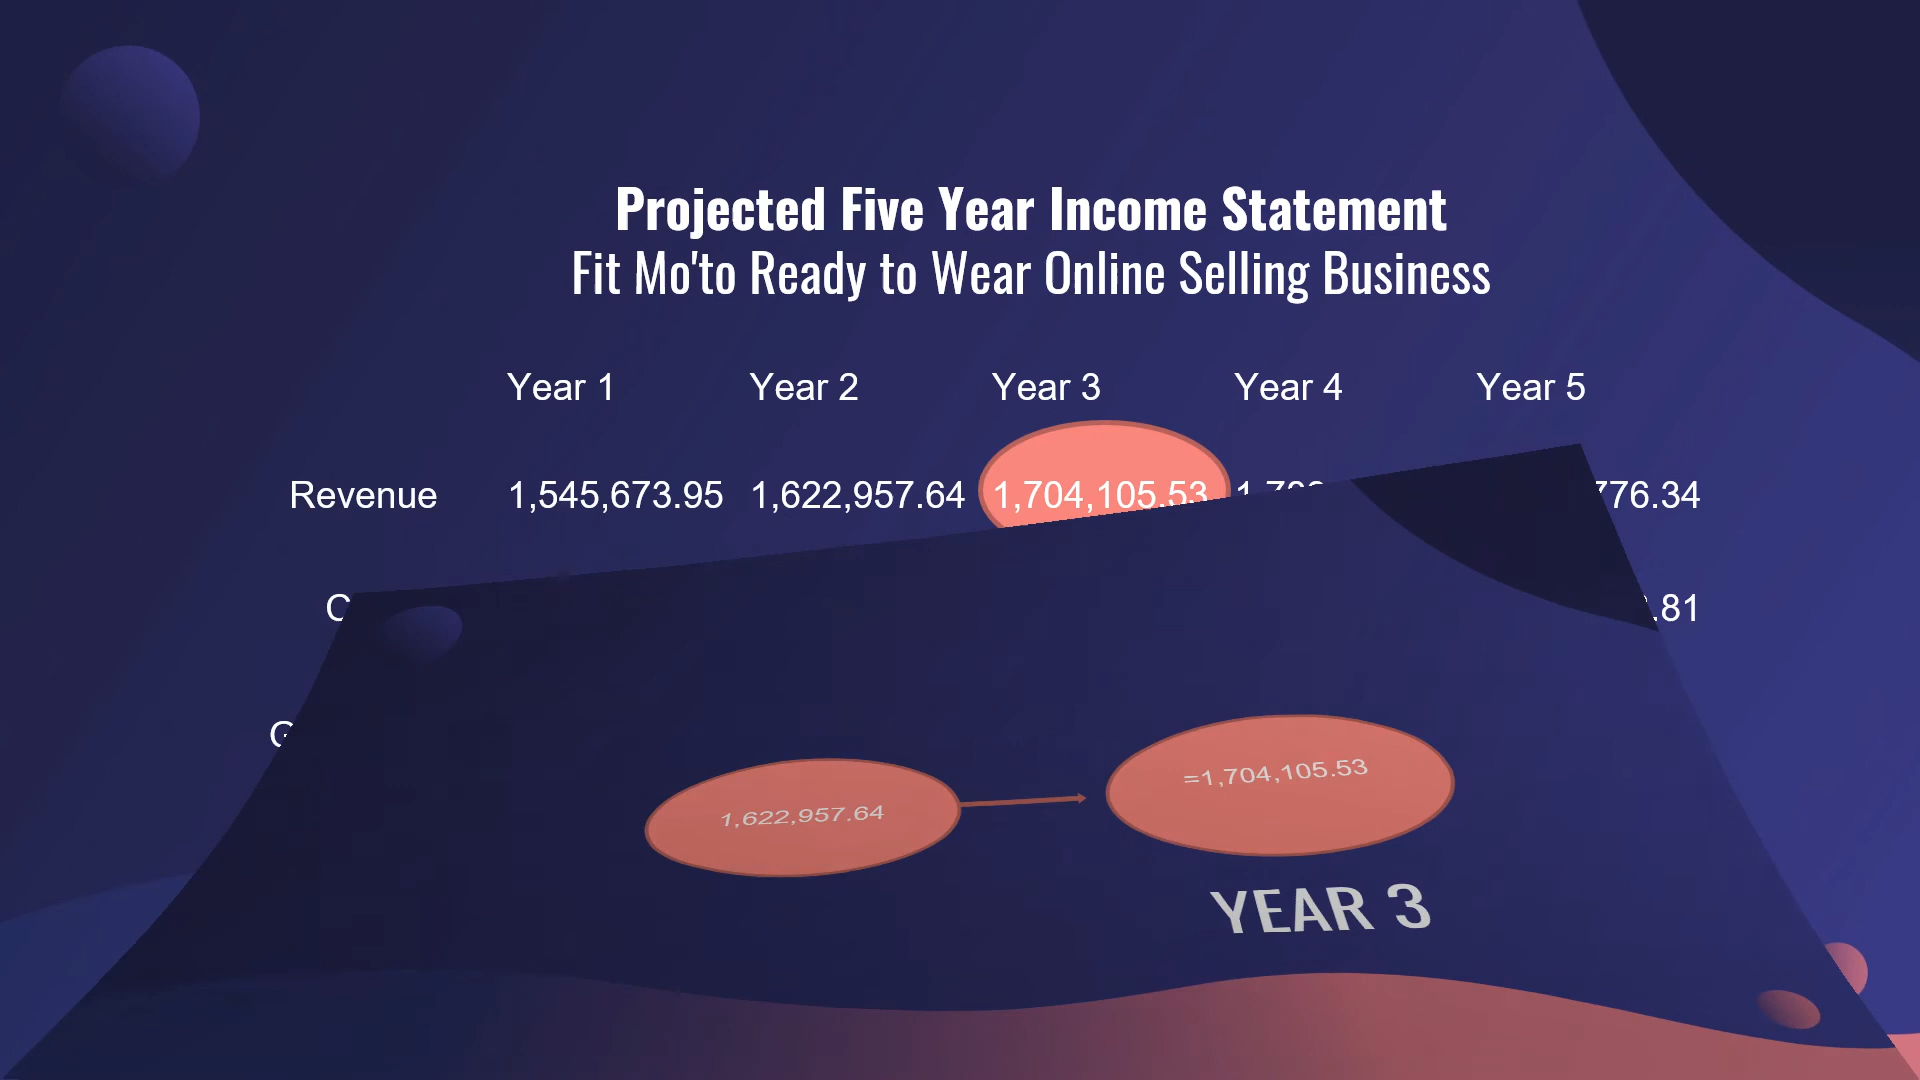 Projected Five Year Income Statement
Fit Mo'to Ready to Wear Online Selling Business
Year 1 Year 2 Year 3 Year 4 Year 5
Revenue 1,545,673.95 1,622,957.64 1,704,105.53
1,622,957.64 =1,704,105.53
YEAR 3